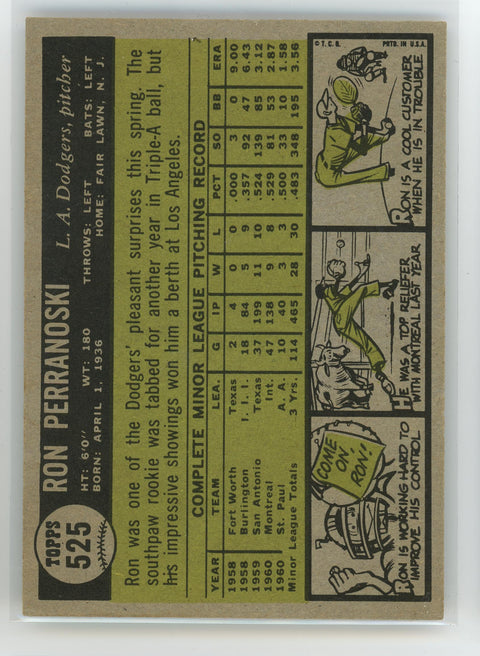 TOPPS
525
RON PERRANOSKI
L. A. Dodgers, pitcher
HT: 6'0" WT: 180 THROWS: LEFT BATS: LEFT
BORN: APRIL 1, 1936 HOME: FAIR LAWN, N. J.
Ron was one of the Dodgers' pleasant surprises this spring. The
southpaw rookie was tabbed for another year in Triple-A ball, but
his impressive showings won him a berth at Los Angeles.
COMPLETE MINOR LEAGUE PITCHING RECORD
YEAR TEAM LEA. G IP W L PCT SO BB ERA
1958 Fort Worth Texas 2 4 0 0 .000 3 0 9.00
1958 Burlington I. I. I. 18 84 5 9 .357 92 47 6.43
1959 San Antonio Texas 37 199 11 10 .524 139 85 3.12
1960 Montreal Int. 47 138 9 8 .529 81 53 2.87
1960 St. Paul A. A. 10 40 3 3 .500 33 10 1.58
Minor League Totals 3 Yrs. 114 465 28 30 .483 348 195 3.56
COME
ON-
RON!
RON IS WORKING HARD TO
IMPROVE HIS CONTROL
HE WAS A TOP RELIEFER
WITH MONTREAL LAST YEAR
© T. C. G. PRTD. IN U.S.A.
RON IS A COOL CUSTOMER
WHEN HE IS IN TROUBLE